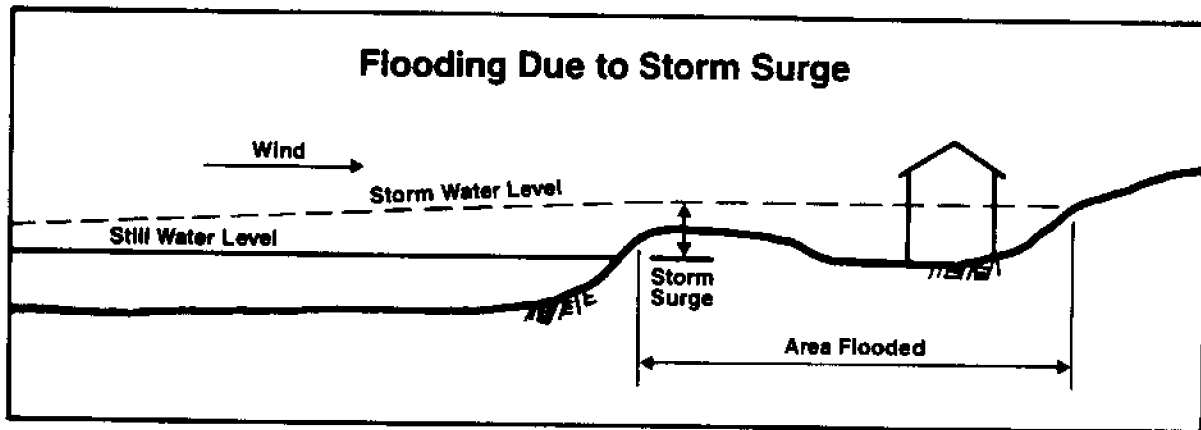 Flooding Due to Storm Surge
Wind
Storm Water Level
Still Water Level
Storm
Surge
Area Flooded